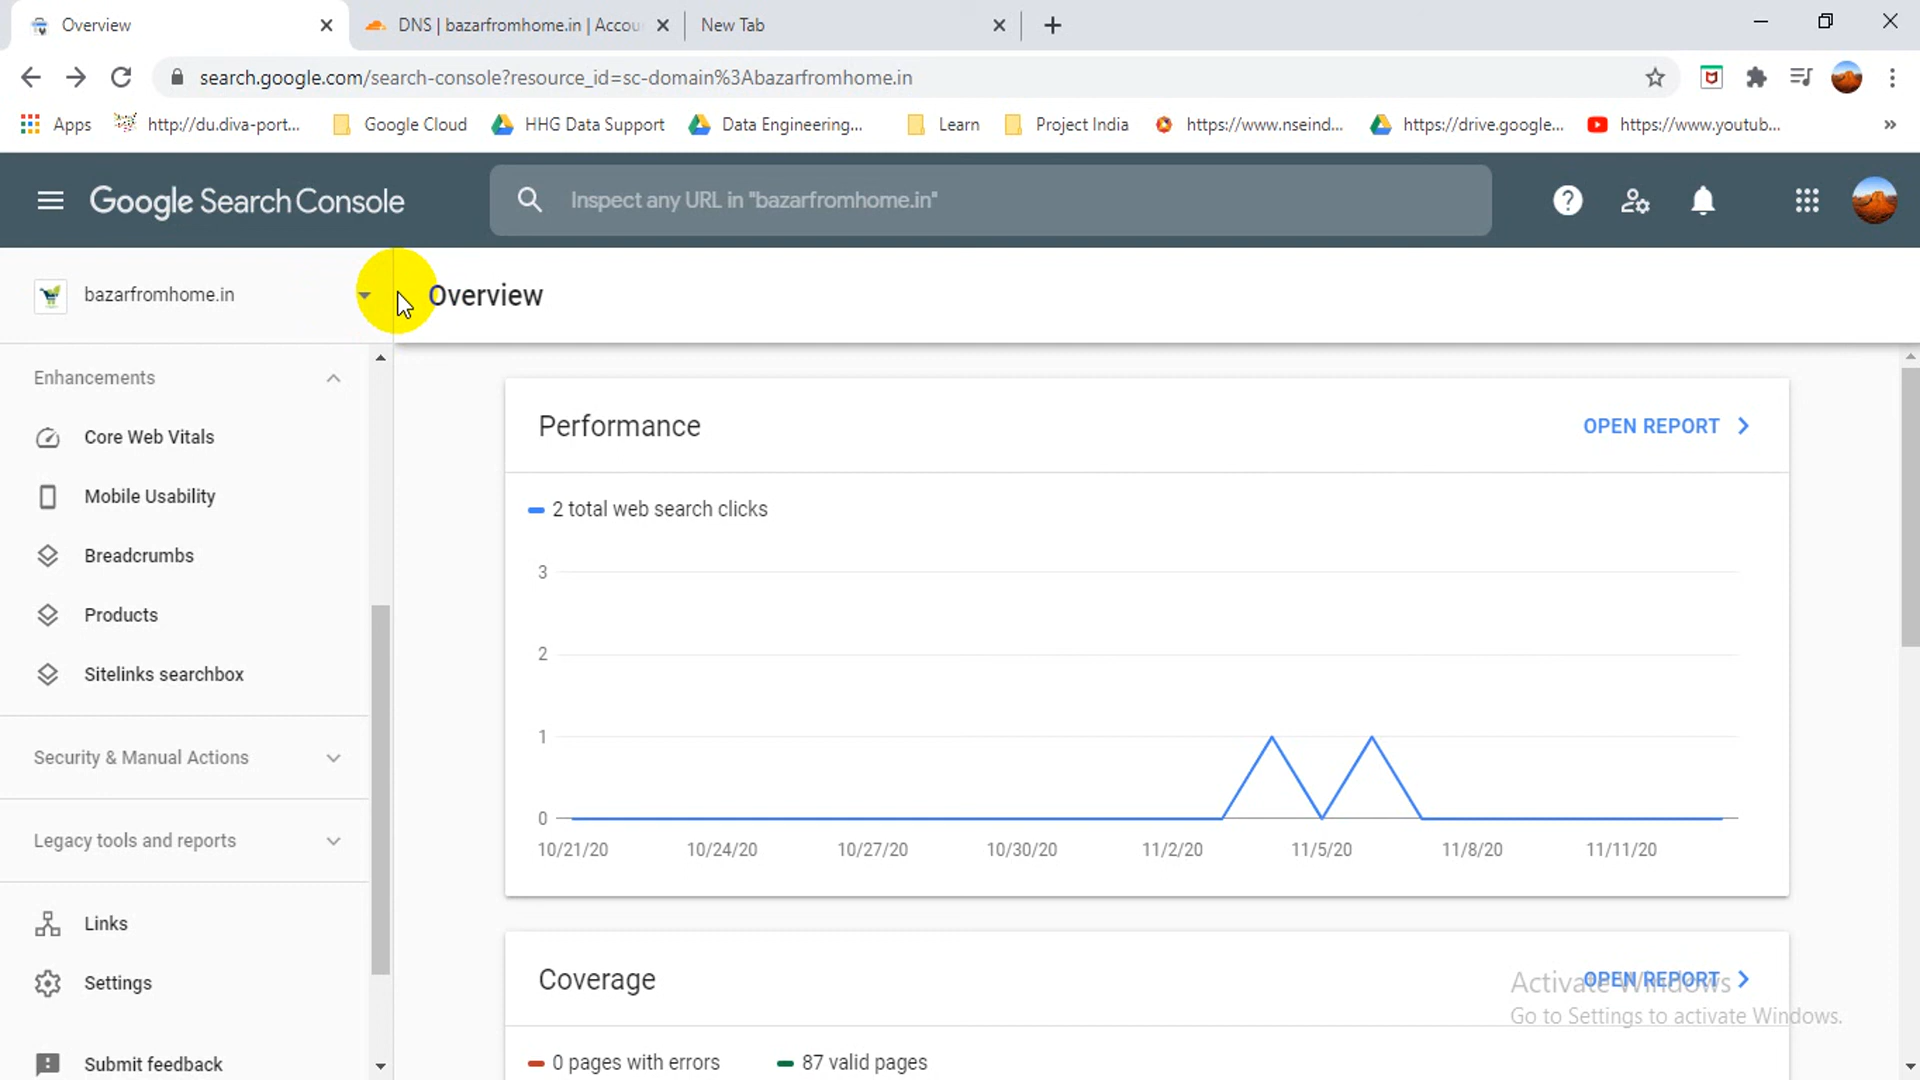 Overview
DNS | bazarfromhome.in | Accou
New Tab
search.google.com/search-console?resource_id=sc-domain%3Abazarfromhome.in
Apps
http://du.diva-port...
Google Cloud
HHG Data Support
Data Engineering...
Learn
Project India
https://www.nseind...
https://drive.google...
https://www.youtub...
Google Search Console
Inspect any URL in "bazarfromhome.in"
bazarfromhome.in
Overview
Enhancements
Core Web Vitals
Mobile Usability
Breadcrumbs
Products
Sitelinks searchbox
Security & Manual Actions
Legacy tools and reports
Links
Settings
Submit feedback
Performance
OPEN REPORT
2 total web search clicks
3
2
1
0
10/21/20 10/24/20 10/27/20 10/30/20 11/2/20 11/5/20 11/8/20 11/11/20
Coverage
OPEN REPORT
0 pages with errors 87 valid pages
Activate Windows
Go to Settings to activate Windows.